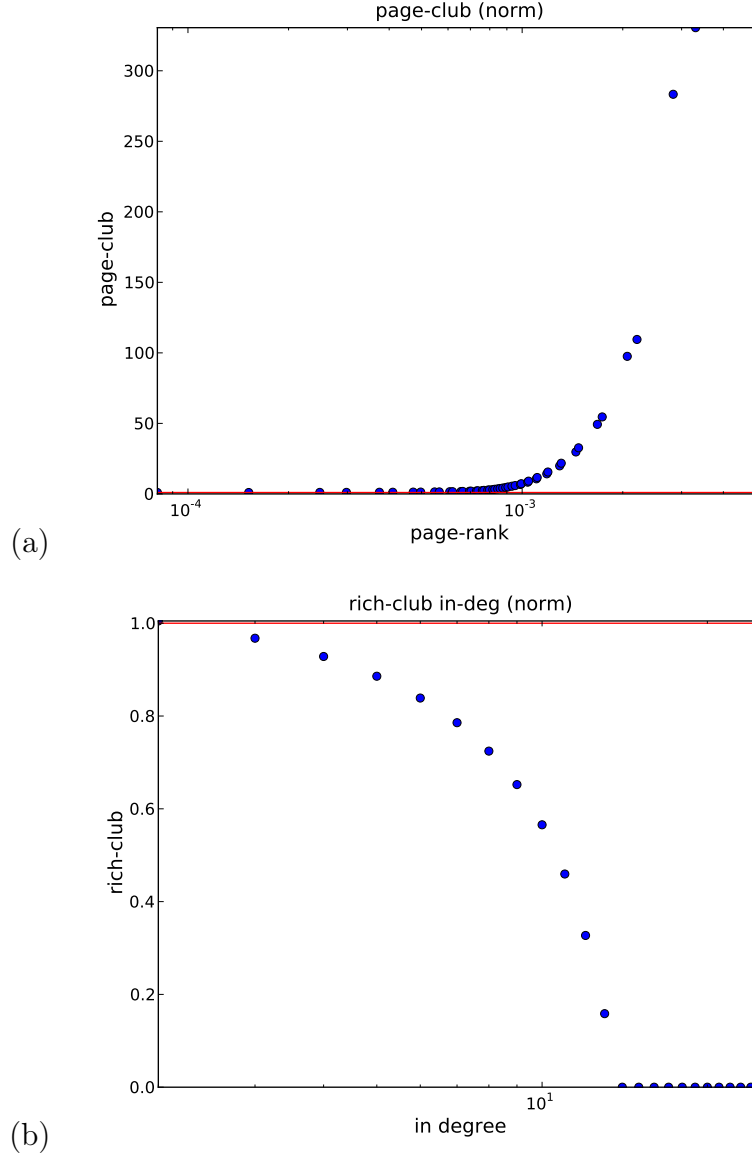 page-club (norm)
300
250
200
150
100
50
0
page-club
10^-4
10^-3
page-rank
(a)
rich-club in-deg (norm)
1.0
0.8
0.6
0.4
0.2
0.0
rich-club
10^1
in degree
(b)